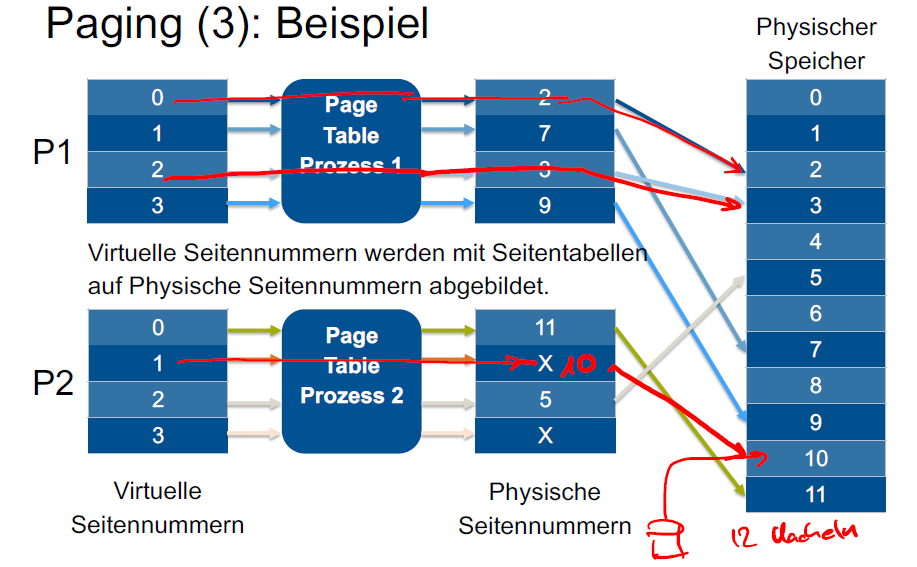 Paging (3): Beispiel
Physischer
Speicher
P1
0
1
2
3
Page
Table
Prozess 1
2
7
3
9
0
1
2
3
4
5
6
7
8
9
10
11
Virtuelle Seitennummern werden mit Seitentabellen
auf Physische Seitennummern abgebildet.
P2
0
1
2
3
Page
Table
Prozess 2
11
X 10
5
X
Virtuelle
Seitennummern
Physische
Seitennummern
12 Kacheln